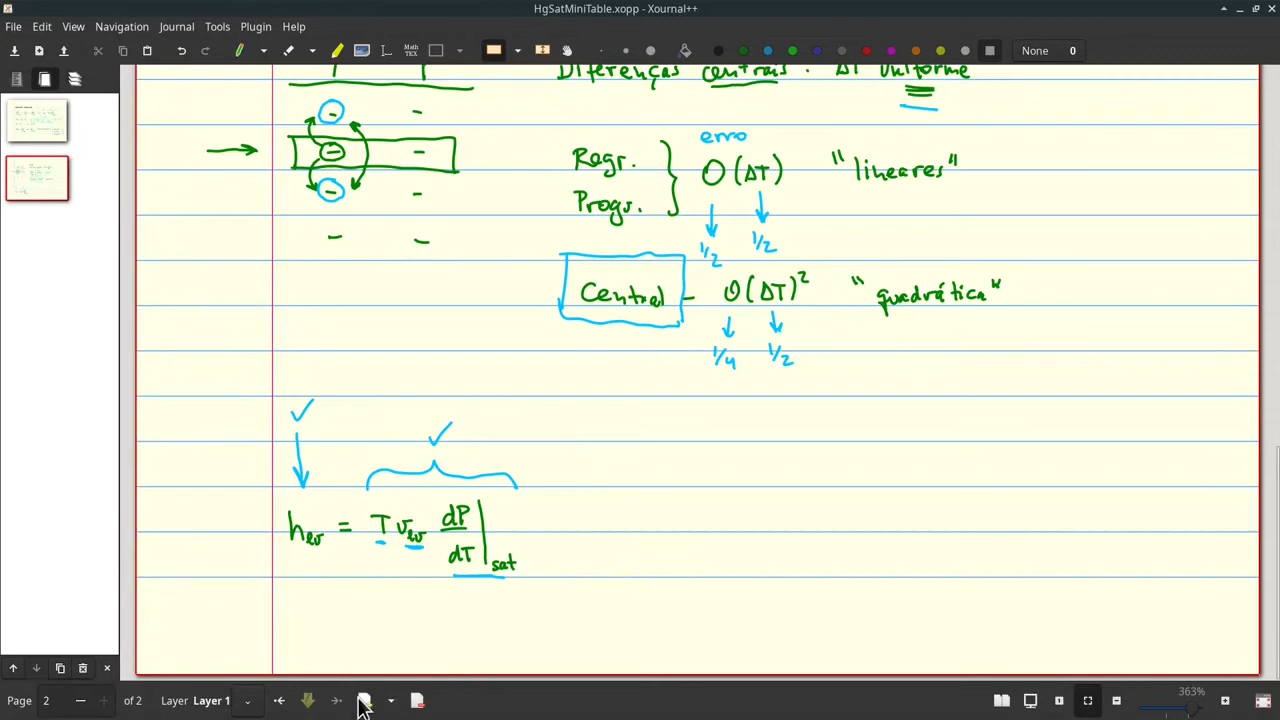 HgSatMiniTable.xopp - Xournal++
File Edit View Navigation Journal Tools Plugin Help
None 0
Diferenças centrais. ΔT uniforme
erro
Regr. O(ΔT) "lineares"
Progr.
1/2 1/2
Central - O(ΔT)² "quadrática"
1/4 1/2
h_lv = T v_lv dP/dT|sat
Page 2 of 2 Layer Layer 1
363%